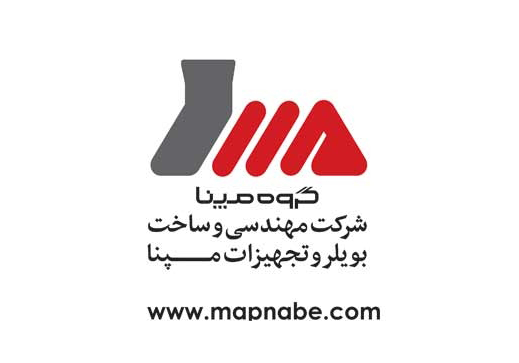 گروه مپنا
شرکت مهندسی و ساخت
بویلر و تجهیزات مپنا
www.mapnabe.com